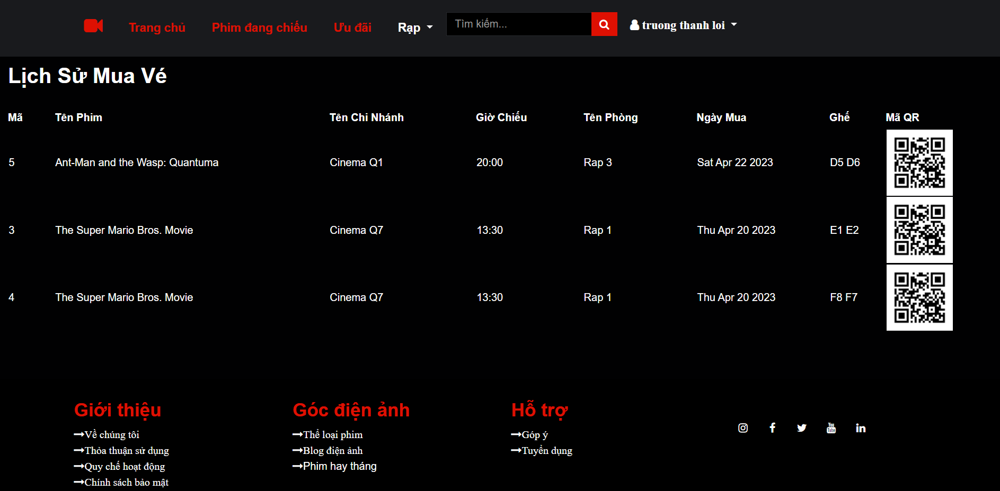 Trang chủ Phim đang chiếu Ưu đãi Rạp Tìm kiếm... truong thanh loi
Lịch Sử Mua Vé
Mã Tên Phim Tên Chi Nhánh Giờ Chiếu Tên Phòng Ngày Mua Ghế Mã QR
5 Ant-Man and the Wasp: Quantuma Cinema Q1 20:00 Rap 3 Sat Apr 22 2023 D5 D6
3 The Super Mario Bros. Movie Cinema Q7 13:30 Rap 1 Thu Apr 20 2023 E1 E2
4 The Super Mario Bros. Movie Cinema Q7 13:30 Rap 1 Thu Apr 20 2023 F8 F7
Giới thiệu
Về chúng tôi
Thỏa thuận sử dụng
Quy chế hoạt động
Chính sách bảo mật
Góc điện ảnh
Thể loại phim
Blog điện ảnh
Phim hay tháng
Hỗ trợ
Góp ý
Tuyển dụng